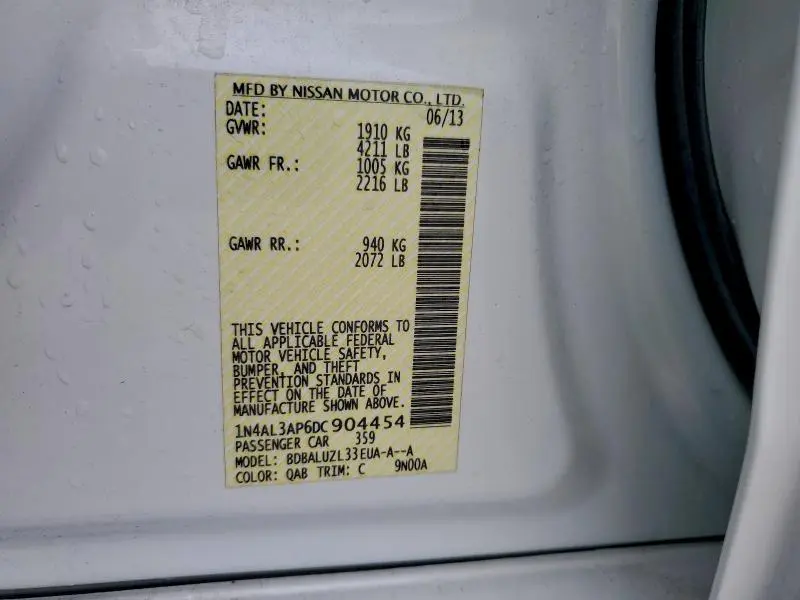 MFD BY NISSAN MOTOR CO., LTD.
DATE: 06/13
GVWR: 1910 KG
4211 LB
GAWR FR.: 1005 KG
2216 LB
GAWR RR.: 940 KG
2072 LB
THIS VEHICLE CONFORMS TO
ALL APPLICABLE FEDERAL
MOTOR VEHICLE SAFETY,
BUMPER, AND THEFT
PREVENTION STANDARDS IN
EFFECT ON THE DATE OF
MANUFACTURE SHOWN ABOVE.
1N4AL3AP6DC904454
PASSENGER CAR 359
MODEL: BDBALUZL33EUA-A--A
COLOR: QAB TRIM: C 9N00A